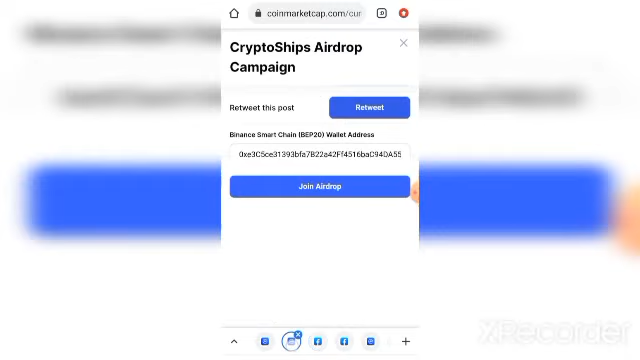 coinmarketcap.com/cur
CryptoShips Airdrop
Campaign
Retweet this post
Retweet
Binance Smart Chain (BEP20) Wallet Address
0xe3C5ce31393bfa7B22a42Ff4516baC94DA55
Join Airdrop
XRecorder